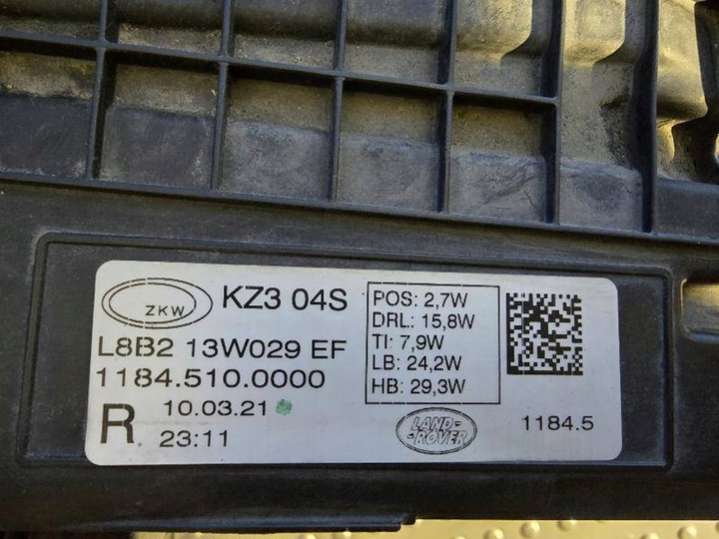 ZKW
KZ3 04S
L8B2 13W029 EF
1184.510.0000
R
10.03.21
23:11
POS: 2,7W
DRL: 15,8W
TI: 7,9W
LB: 24,2W
HB: 29,3W
LAND-
-ROVER
1184.5